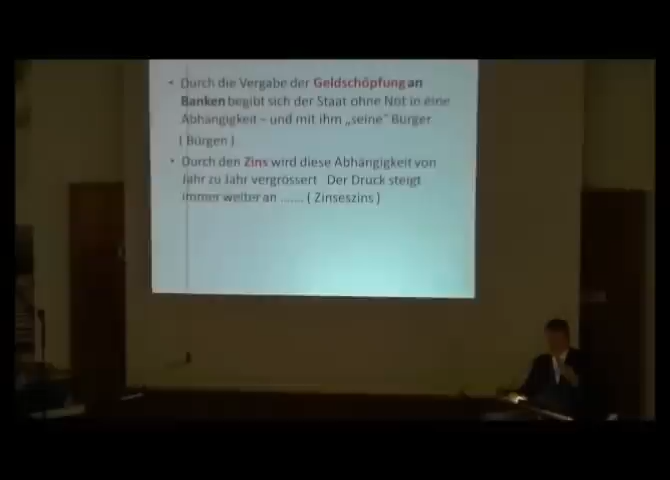 • Durch die Vergabe der Geldschöpfung an
Banken begibt sich der Staat ohne Not in eine
Abhängigkeit – und mit ihm „seine" Bürger
( Bürgen )
• Durch den Zins wird diese Abhängigkeit von
Jahr zu Jahr vergrössert Der Druck steigt
immer weiter an ...... ( Zinseszins )